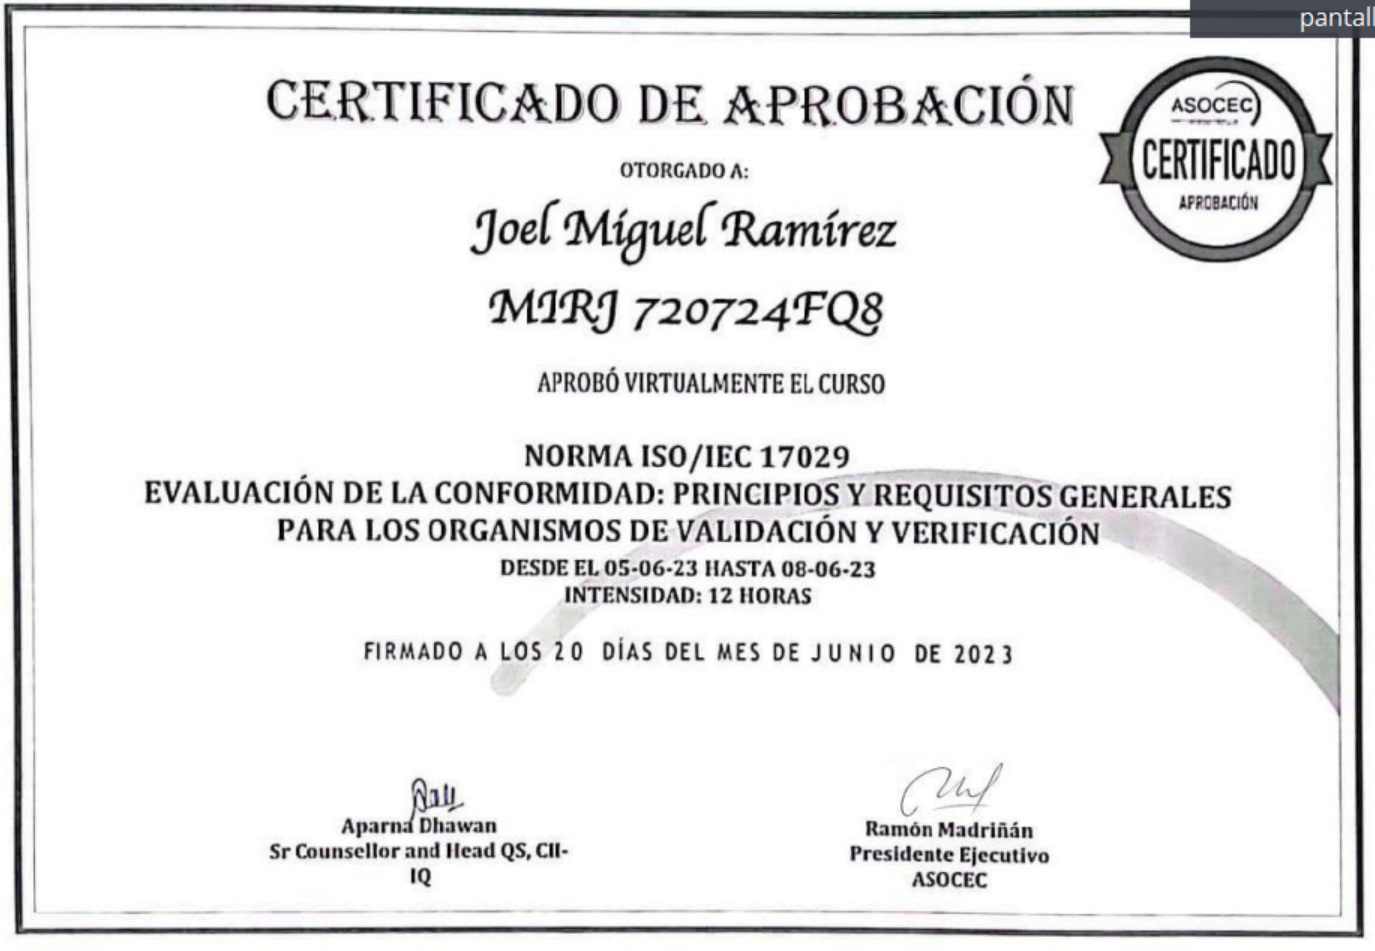 pantall
CERTIFICADO DE APROBACIÓN
ASOCEC
CERTIFICADO
APROBACIÓN
OTORGADO A:
Joel Miguel Ramírez
MIRJ 720724FQ8
APROBÓ VIRTUALMENTE EL CURSO
NORMA ISO/IEC 17029
EVALUACIÓN DE LA CONFORMIDAD: PRINCIPIOS Y REQUISITOS GENERALES
PARA LOS ORGANISMOS DE VALIDACIÓN Y VERIFICACIÓN
DESDE EL 05-06-23 HASTA 08-06-23
INTENSIDAD: 12 HORAS
FIRMADO A LOS 20 DÍAS DEL MES DE JUNIO DE 2023
Aparna Dhawan
Sr Counsellor and Head QS, CII-
IQ
Ramón Madriñán
Presidente Ejecutivo
ASOCEC